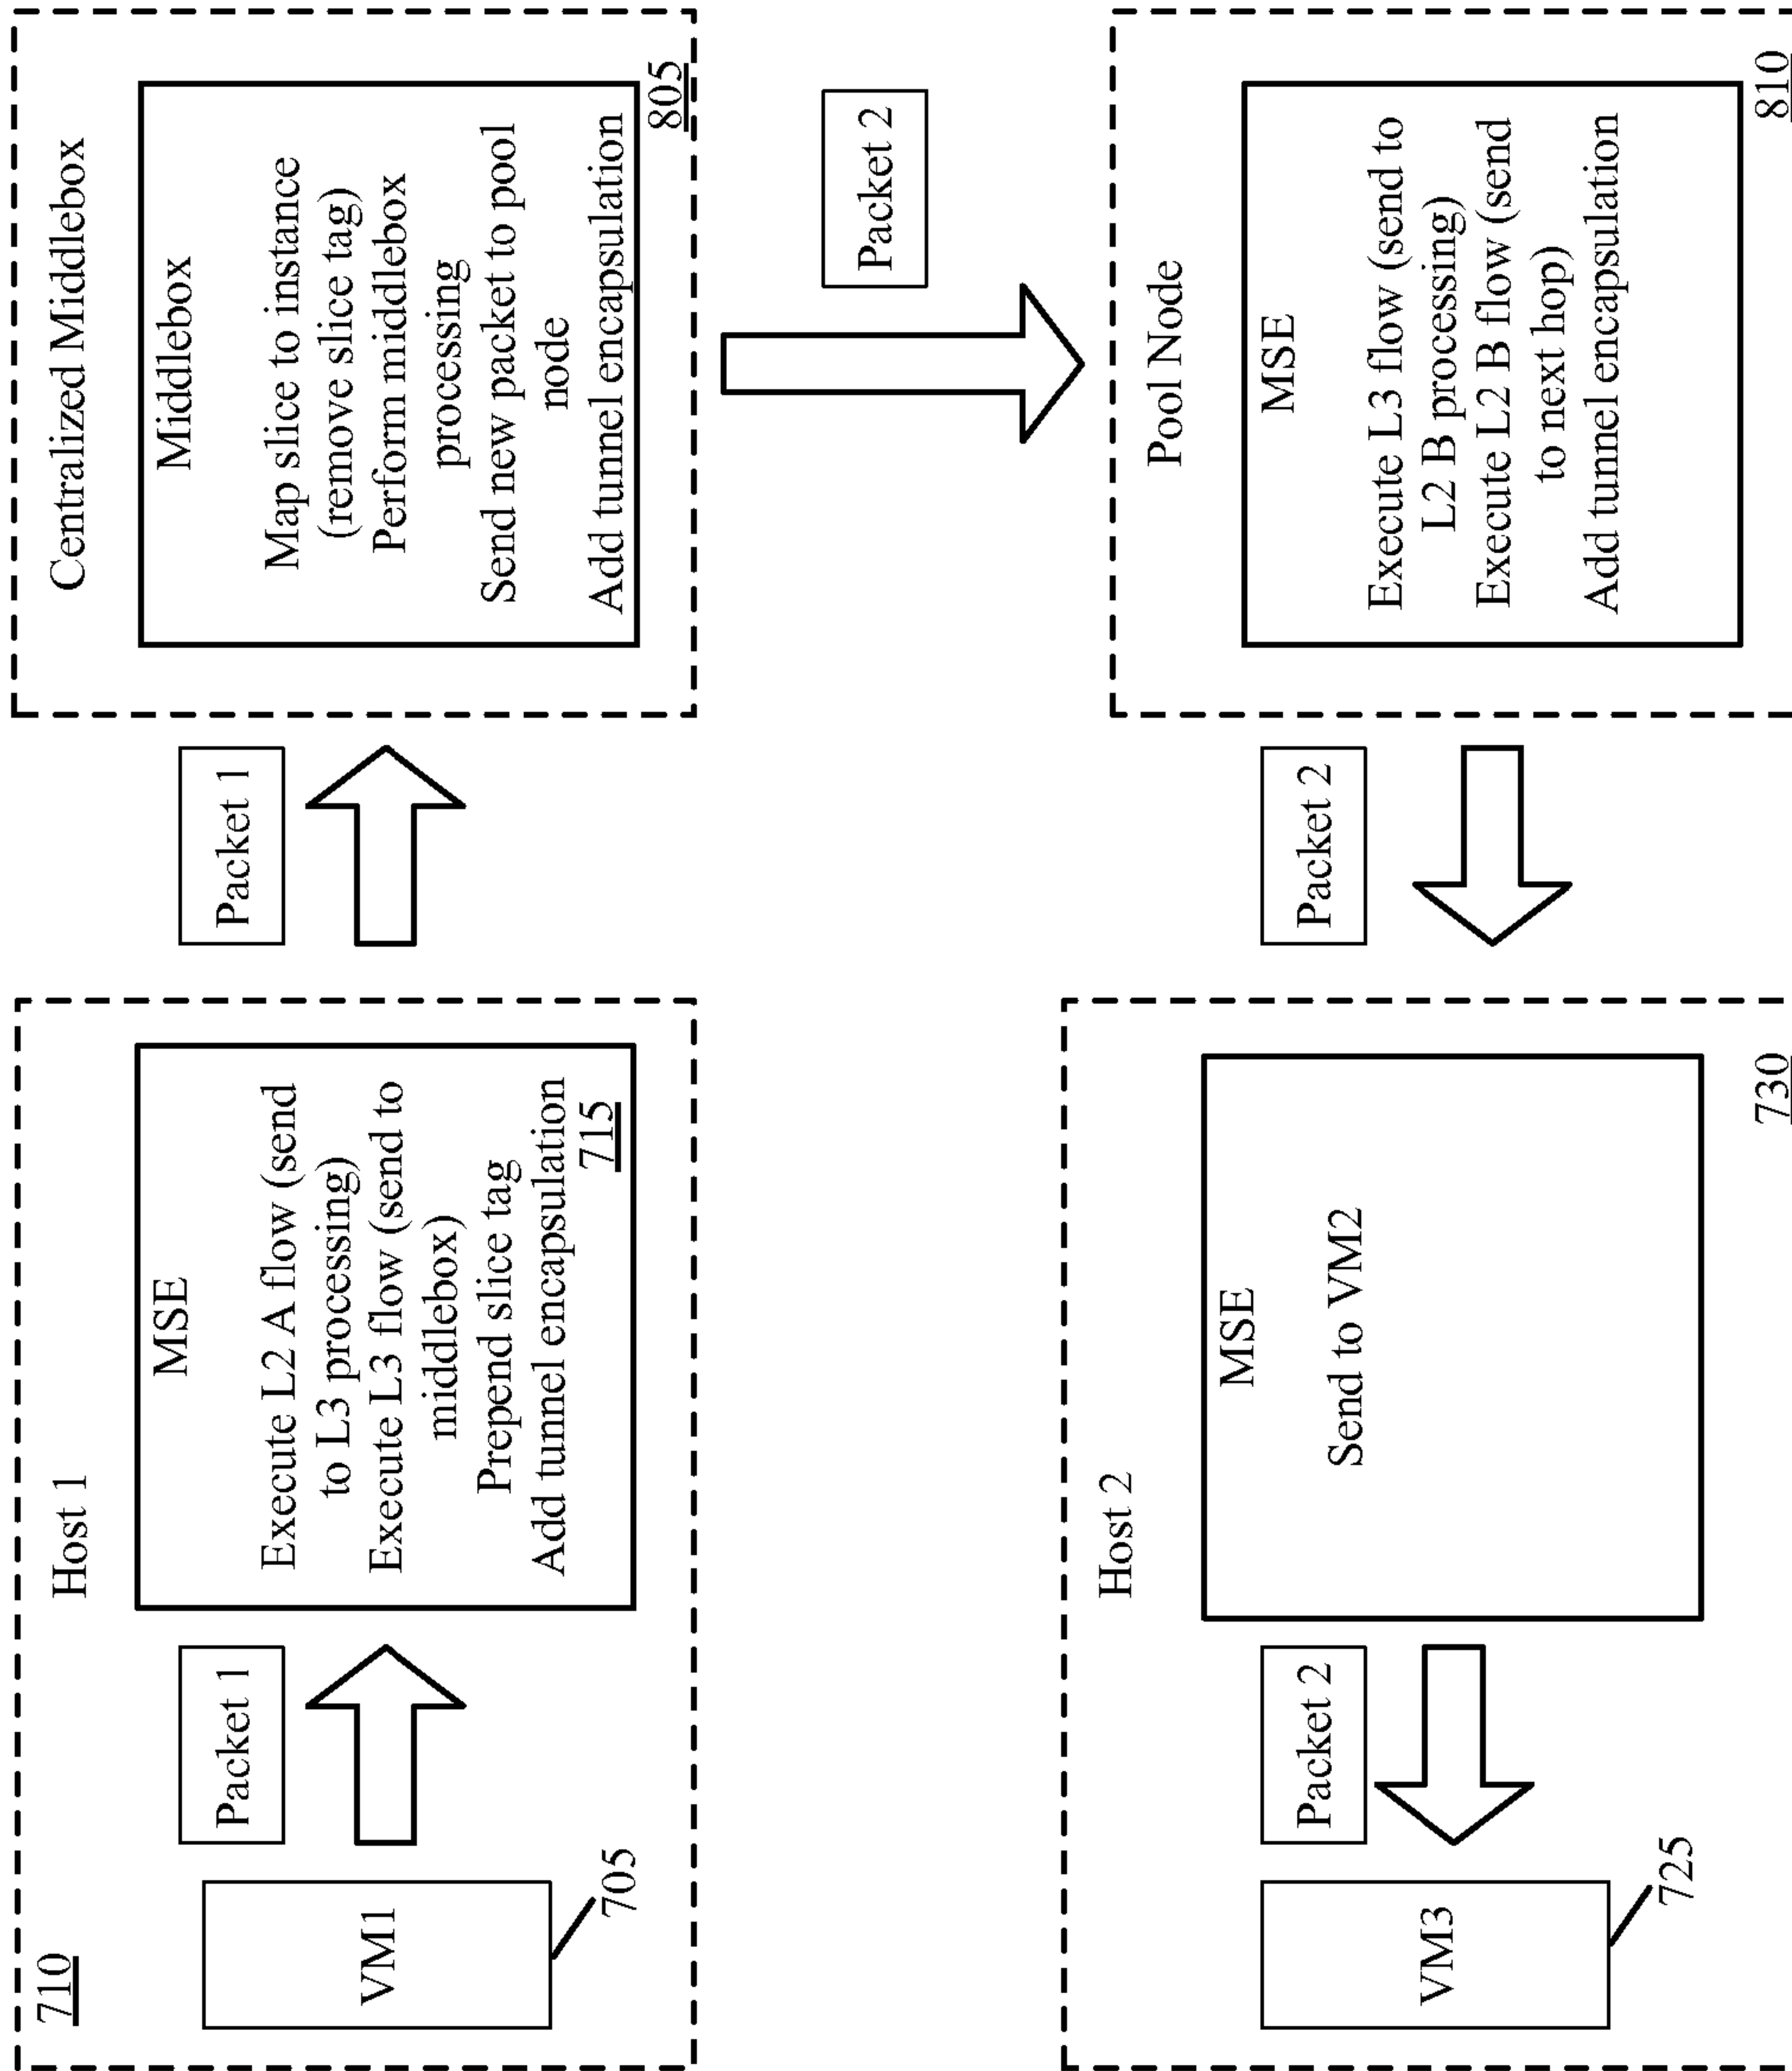 710
Host 1
VM1
705
Packet 1
MSE
Execute L2 A flow (send
to L3 processing)
Execute L3 flow (send to
middlebox)
Prepend slice tag
Add tunnel encapsulation
715
Packet 1
Centralized Middlebox
Middlebox
Map slice to instance
(remove slice tag)
Perform middlebox
processing
Send new packet to pool
node
Add tunnel encapsulation
805
Packet 2
Pool Node
MSE
Execute L3 flow (send to
L2 B processing)
Execute L2 B flow (send
to next hop)
Add tunnel encapsulation
810
Packet 2
Host 2
MSE
Send to VM2
730
Packet 2
VM3
725